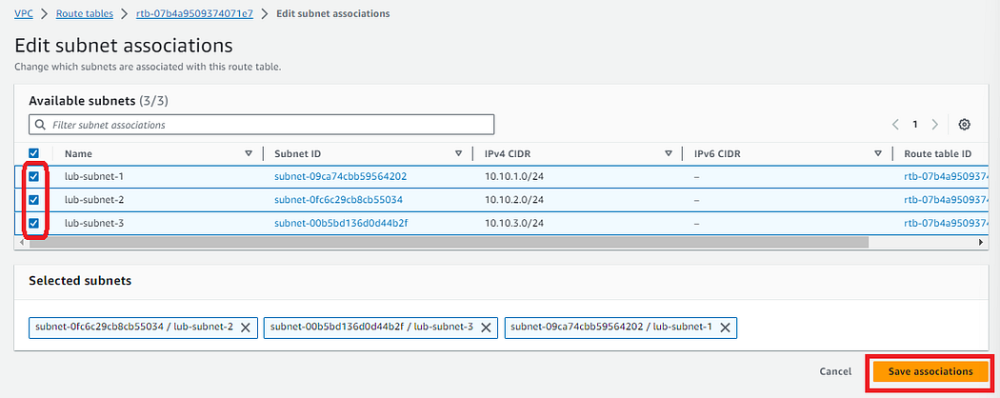 VPC > Route tables > rtb-07b4a9509374071e7 > Edit subnet associations
Edit subnet associations
Change which subnets are associated with this route table.
Available subnets (3/3)
Filter subnet associations
1
Name Subnet ID IPv4 CIDR IPv6 CIDR Route table ID
lub-subnet-1 subnet-09ca74cbb59564202 10.10.1.0/24 – rtb-07b4a950937
lub-subnet-2 subnet-0fc6c29cb8cb55034 10.10.2.0/24 – rtb-07b4a950937
lub-subnet-3 subnet-00b5bd136d0d44b2f 10.10.3.0/24 – rtb-07b4a950937
Selected subnets
subnet-0fc6c29cb8cb55034 / lub-subnet-2 subnet-00b5bd136d0d44b2f / lub-subnet-3 subnet-09ca74cbb59564202 / lub-subnet-1
Cancel Save associations